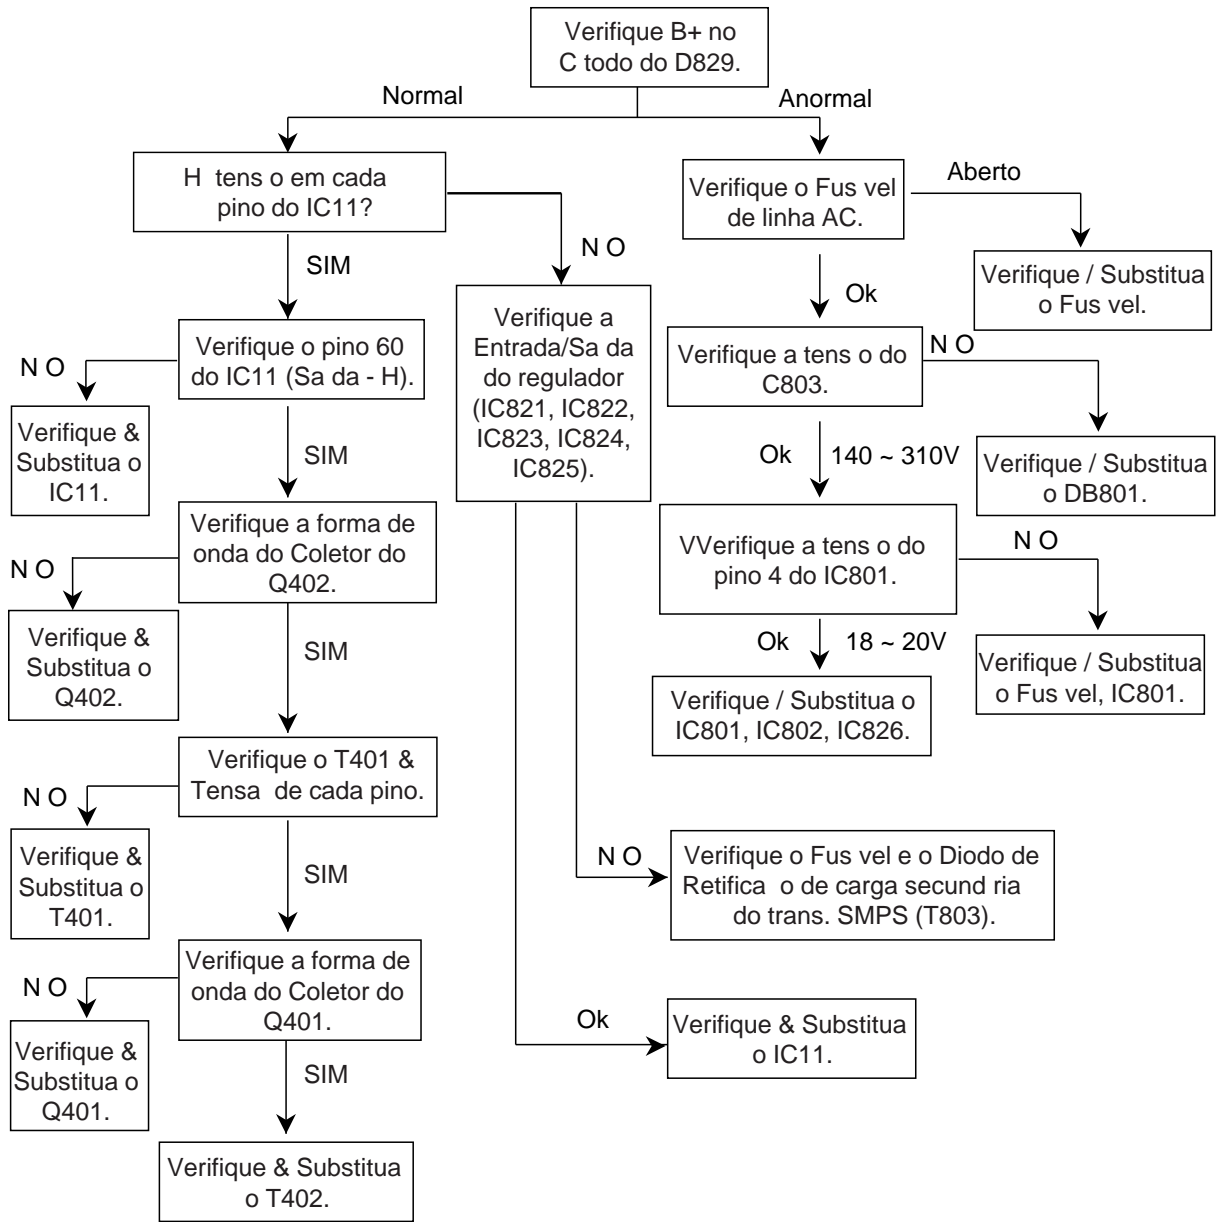 Verifique B+ no
C todo do D829.
Normal
Anormal
H tens o em cada
pino do IC11?
Verifique o Fus vel
de linha AC.
Aberto
N O
SIM
Verifique / Substitua
o Fus vel.
Ok
Verifique a
Entrada/Sa da
do regulador
(IC821, IC822,
IC823, IC824,
IC825).
Verifique o pino 60
do IC11 (Sa da - H).
N O
Verifique a tens o do
C803.
N O
Verifique &
Substitua o
IC11.
SIM
Ok
140 ~ 310V
Verifique / Substitua
o DB801.
Verifique a forma de
onda do Coletor do
Q402.
N O
VVerifique a tens o do
pino 4 do IC801.
N O
Verifique &
Substitua o
Q402.
SIM
Ok
18 ~ 20V
Verifique / Substitua
o Fus vel, IC801.
Verifique / Substitua o
IC801, IC802, IC826.
Verifique o T401 &
Tensa de cada pino.
N O
Verifique &
Substitua o
T401.
SIM
N O
Verifique o Fus vel e o Diodo de
Retifica o de carga secund ria
do trans. SMPS (T803).
Verifique a forma de
onda do Coletor do
Q401.
N O
Ok
Verifique & Substitua
o IC11.
Verifique &
Substitua o
Q401.
SIM
Verifique & Substitua
o T402.